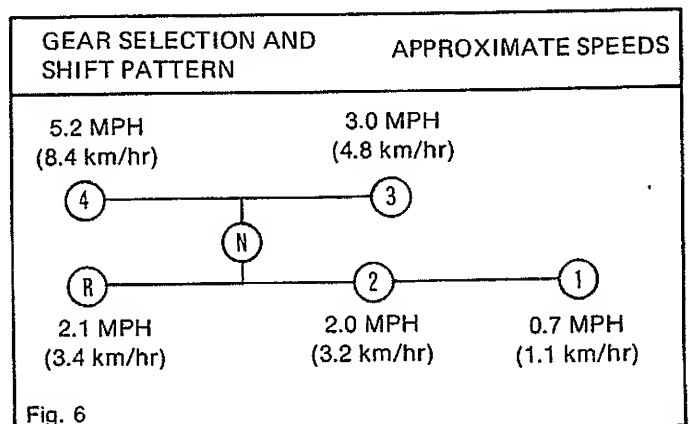 GEAR SELECTION AND
SHIFT PATTERN
APPROXIMATE SPEEDS
5.2 MPH
(8.4 km/hr)
3.0 MPH
(4.8 km/hr)
4
3
N
R
2
1
2.1 MPH
(3.4 km/hr)
2.0 MPH
(3.2 km/hr)
0.7 MPH
(1.1 km/hr)
Fig. 6